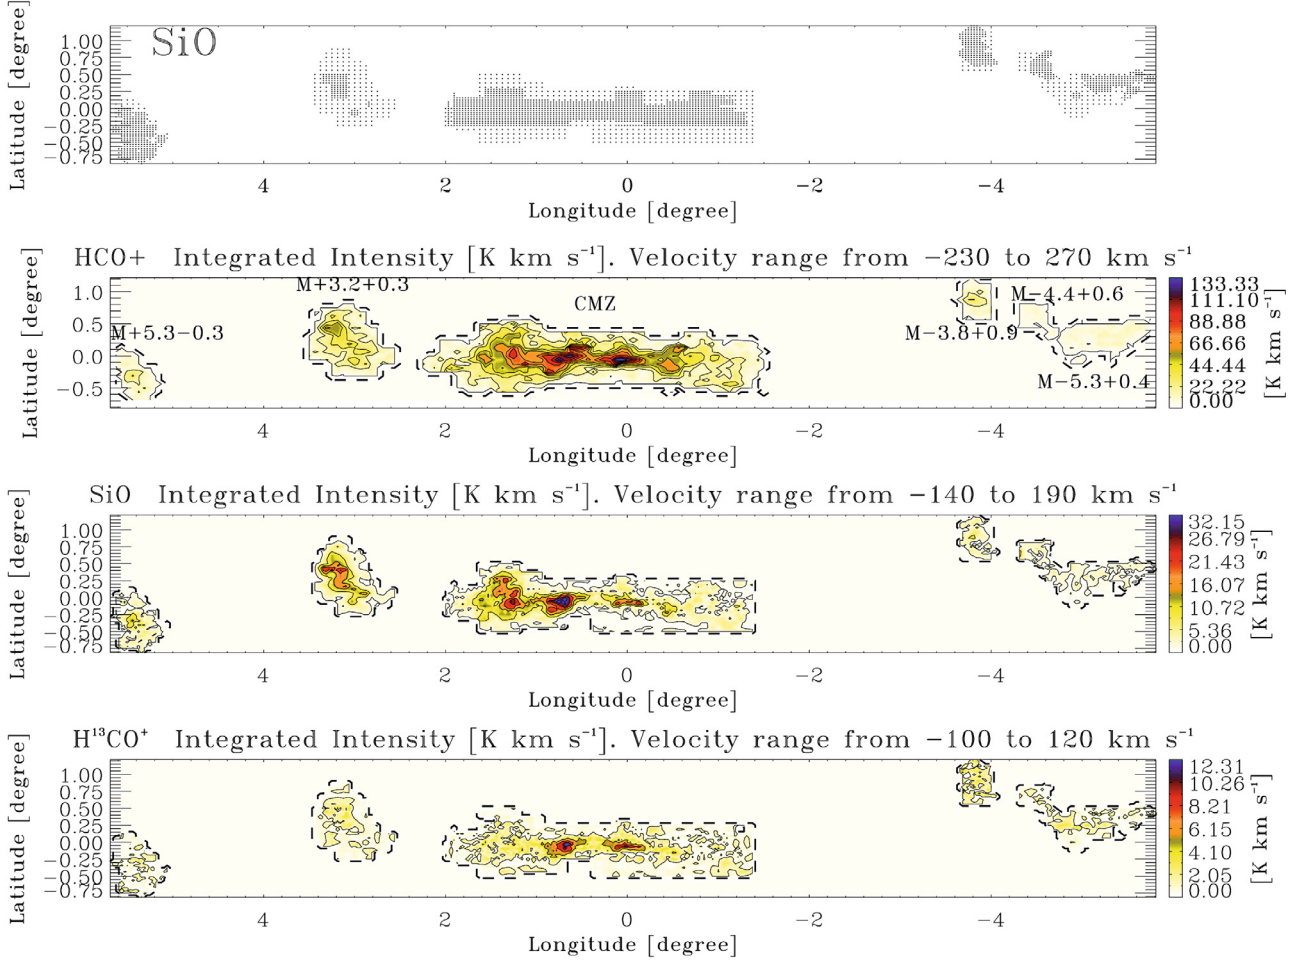 SiO
Latitude [degree]
1.00
0.75
0.50
0.25
0.00
−0.25
−0.50
−0.75
4 2 0 −2 −4
Longitude [degree]
HCO+ Integrated Intensity [K km s⁻¹]. Velocity range from −230 to 270 km s⁻¹
Latitude [degree]
1.0
0.5
0.0
−0.5
M+5.3−0.3
M+3.2+0.3
CMZ
M−3.8+0.9
M−4.4+0.6
M−5.3+0.4
133.33
111.10
88.88
66.66
44.44
22.22
0.00
[K km s⁻¹]
4 2 0 −2 −4
Longitude [degree]
SiO Integrated Intensity [K km s⁻¹]. Velocity range from −140 to 190 km s⁻¹
Latitude [degree]
1.00
0.75
0.50
0.25
0.00
−0.25
−0.50
−0.75
32.15
26.79
21.43
16.07
10.72
5.36
0.00
[K km s⁻¹]
4 2 0 −2 −4
Longitude [degree]
H¹³CO⁺ Integrated Intensity [K km s⁻¹]. Velocity range from −100 to 120 km s⁻¹
Latitude [degree]
1.00
0.75
0.50
0.25
0.00
−0.25
−0.50
−0.75
12.31
10.26
8.21
6.15
4.10
2.05
0.00
[K km s⁻¹]
4 2 0 −2 −4
Longitude [degree]